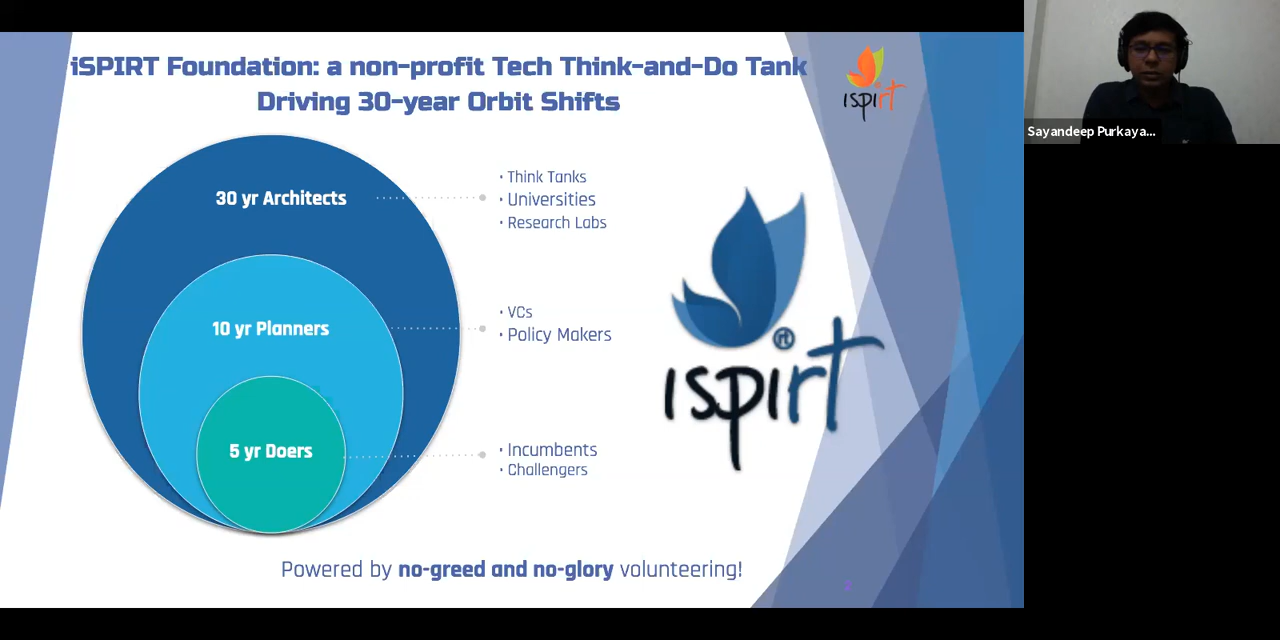 iSPIRT Foundation: a non-profit Tech Think-and-Do Tank
Driving 30-year Orbit Shifts
ispirt
Sayandeep Purkaya...
30 yr Architects
• Think Tanks
• Universities
• Research Labs
10 yr Planners
• VCs
• Policy Makers
rt
ispirt
5 yr Doers
• Incumbents
• Challengers
Powered by no-greed and no-glory volunteering!
2